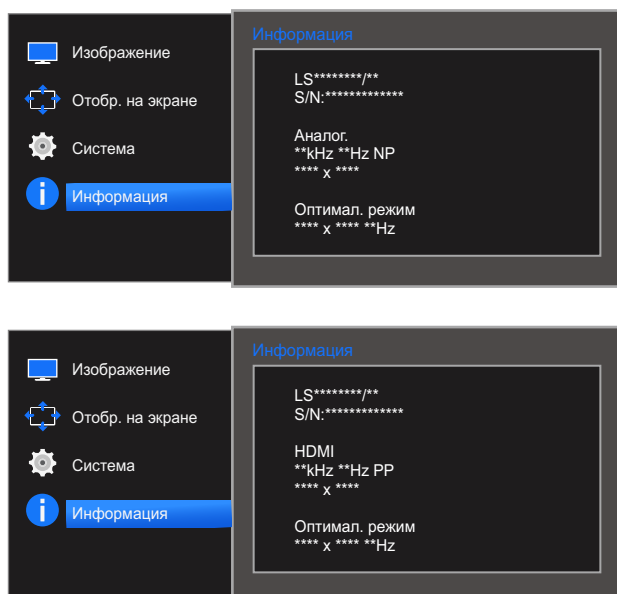 Изображение
Отобр. на экране
Система
Информация
Информация
LS********/**
S/N:*************
Аналог.
**kHz **Hz NP
**** x ****
Оптимал. режим
**** x **** **Hz
Изображение
Отобр. на экране
Система
Информация
Информация
LS********/**
S/N:*************
HDMI
**kHz **Hz PP
**** x ****
Оптимал. режим
**** x **** **Hz